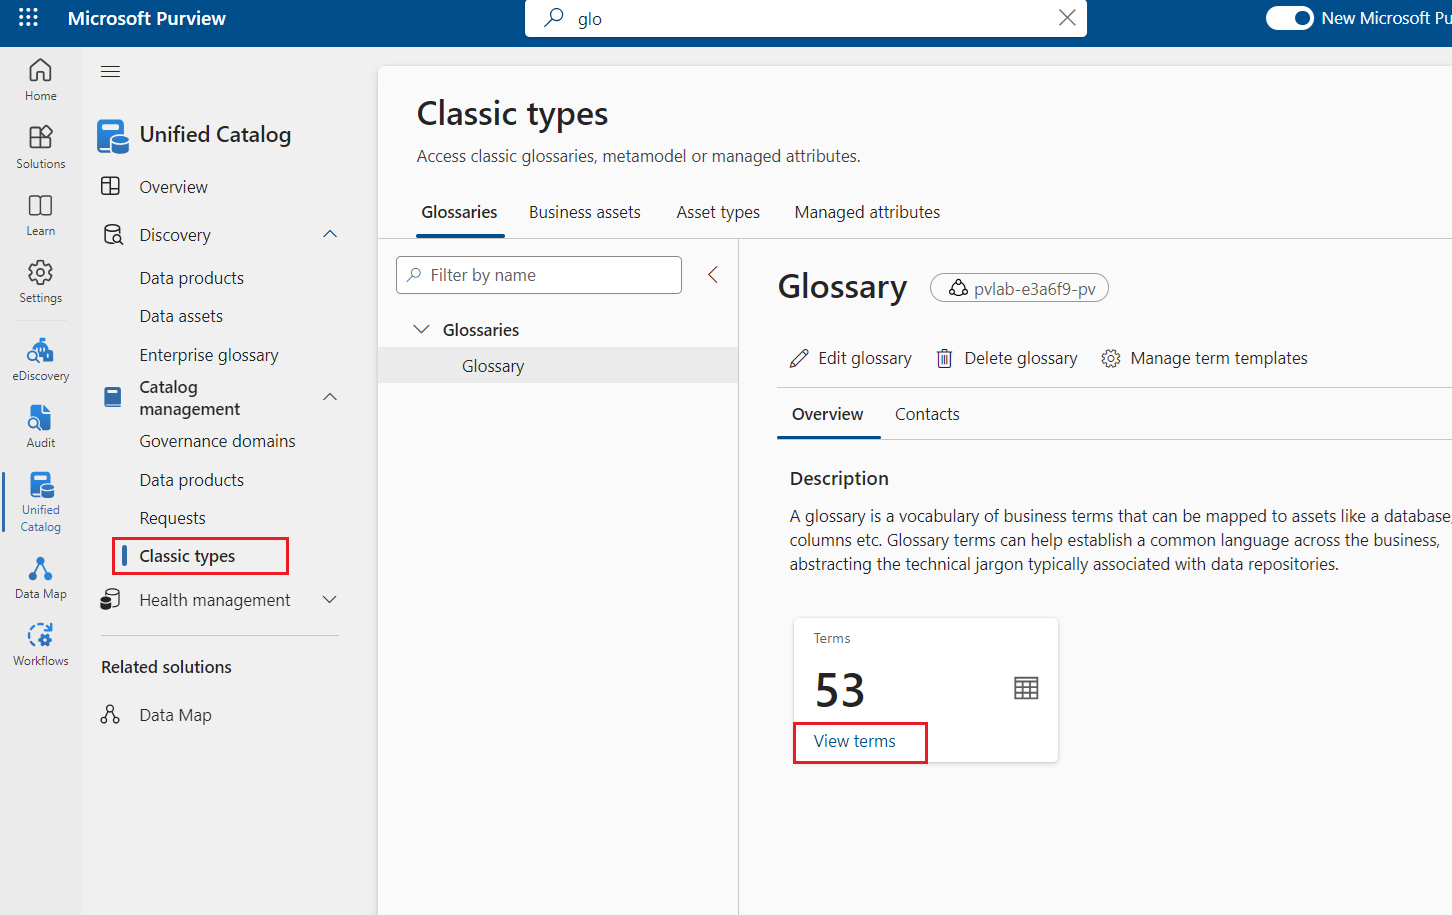 Microsoft Purview
glo
New Microsoft Pu
Home
Solutions
Learn
Settings
eDiscovery
Audit
Unified
Catalog
Data Map
Workflows
Unified Catalog
Overview
Discovery
Data products
Data assets
Enterprise glossary
Catalog
management
Governance domains
Data products
Requests
Classic types
Health management
Related solutions
Data Map
Classic types
Access classic glossaries, metamodel or managed attributes.
Glossaries Business assets Asset types Managed attributes
Filter by name
Glossaries
Glossary
Glossary pvlab-e3a6f9-pv
Edit glossary Delete glossary Manage term templates
Overview Contacts
Description
A glossary is a vocabulary of business terms that can be mapped to assets like a database,
columns etc. Glossary terms can help establish a common language across the business,
abstracting the technical jargon typically associated with data repositories.
Terms
53
View terms